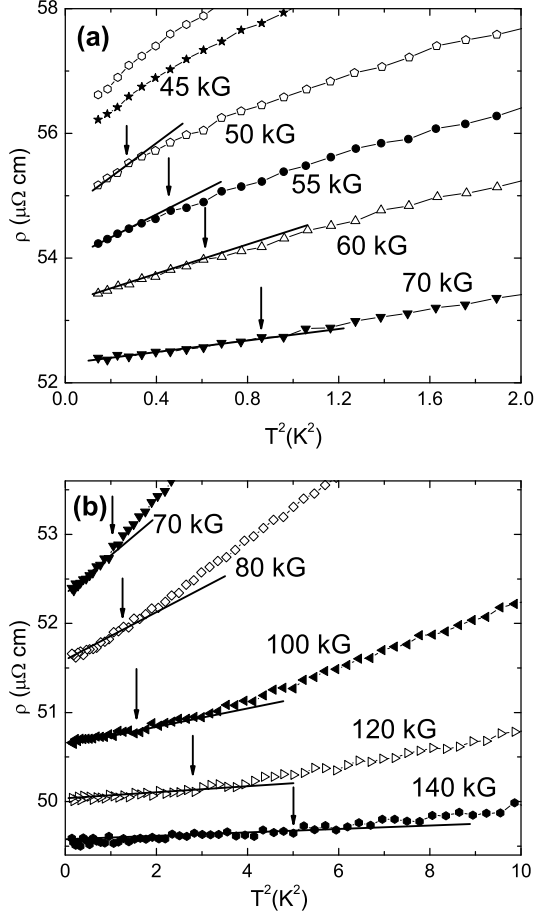 58
(a)
45 kG
56
50 kG
55 kG
ρ (μΩ cm)
60 kG
54
70 kG
52
0.0 0.4 0.8 1.2 1.6 2.0
T²(K²)
(b)
70 kG
53
80 kG
52
100 kG
ρ (μΩ cm)
51
120 kG
140 kG
50
0 2 4 6 8 10
T²(K²)